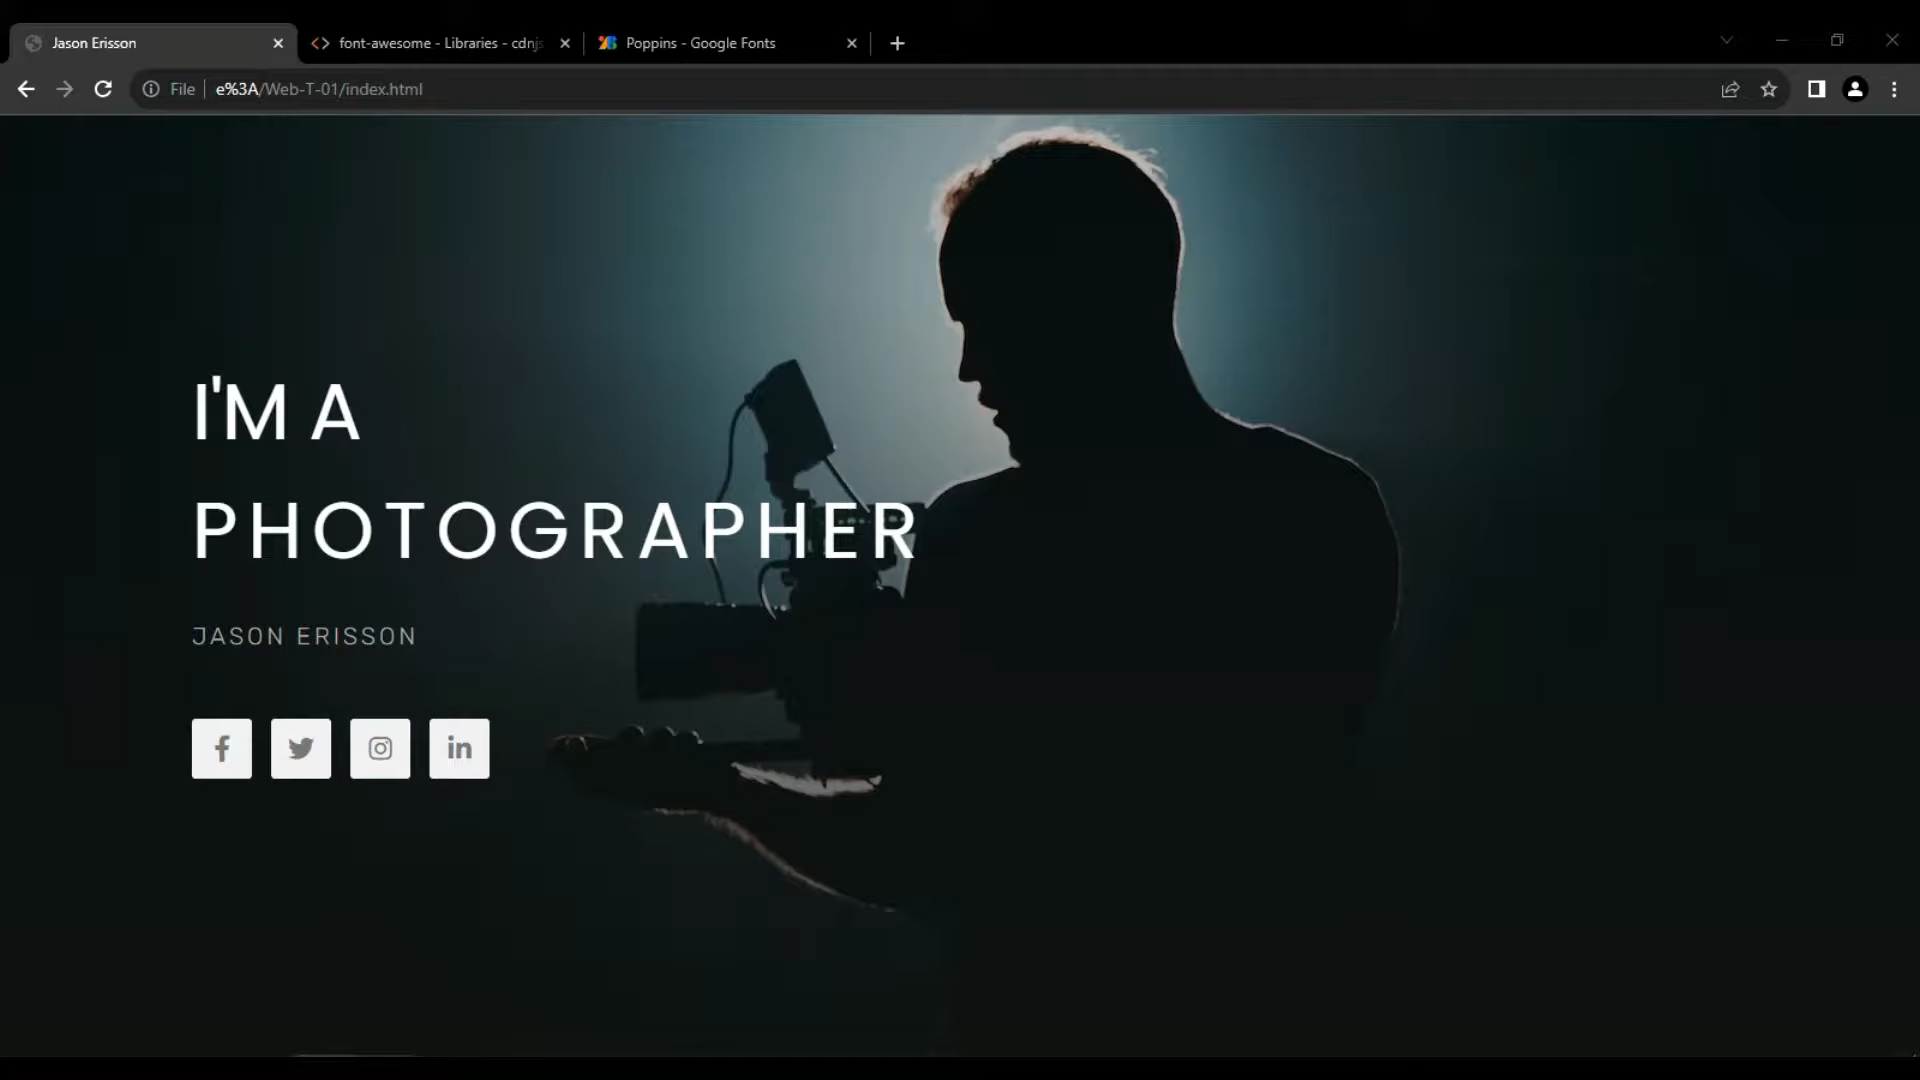 Jason Erisson
font-awesome - Libraries - cdnjs
Poppins - Google Fonts
File
e%3A/Web-T-01/index.html
I'M A
PHOTOGRAPHER
JASON ERISSON